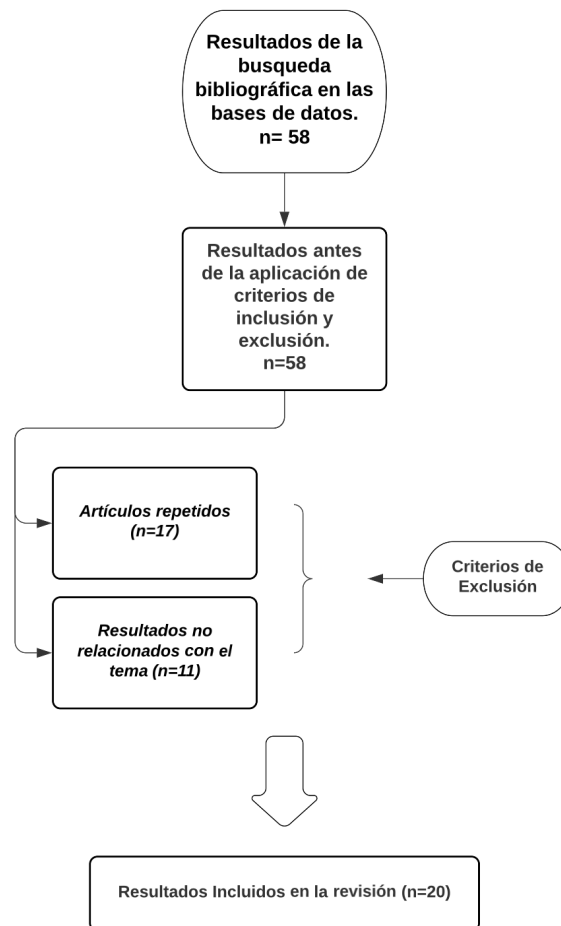 Resultados de la
busqueda
bibliográfica en las
bases de datos.
n= 58
Resultados antes
de la aplicación de
criterios de
inclusión y
exclusión.
n=58
Artículos repetidos
(n=17)
Criterios de
Exclusión
Resultados no
relacionados con el
tema (n=11)
Resultados Incluidos en la revisión (n=20)